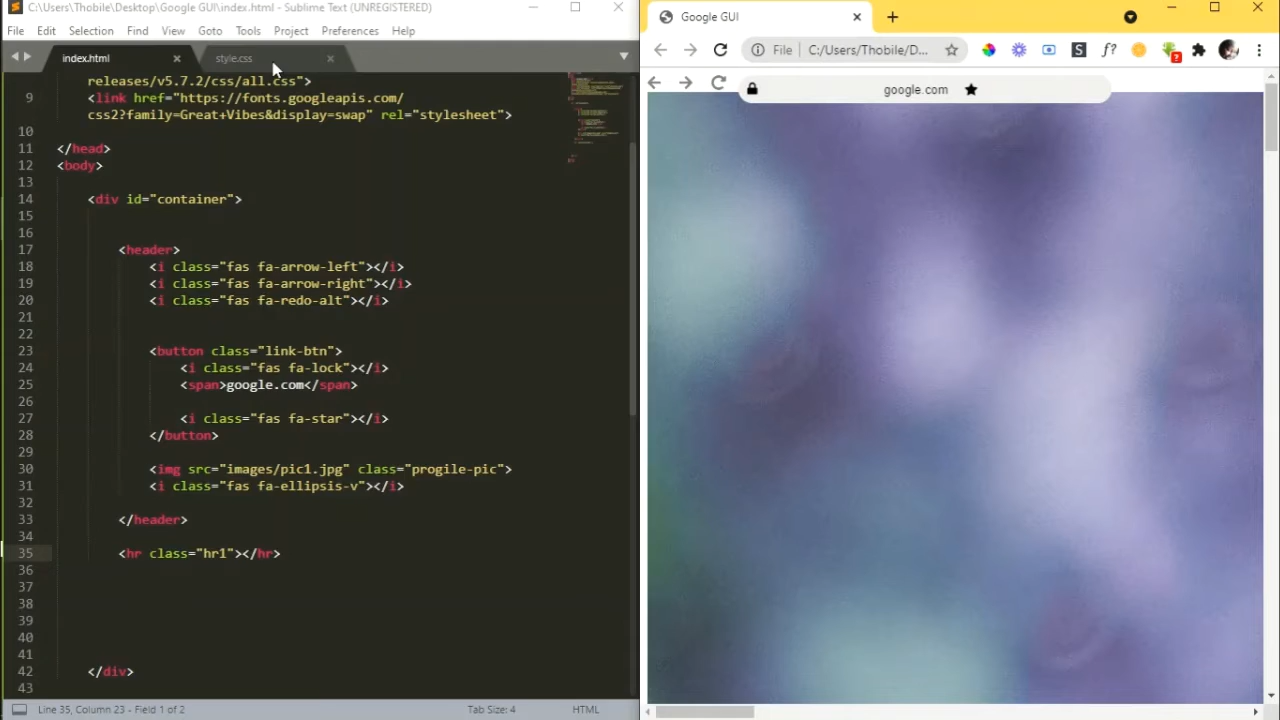 C:\Users\Thobile\Desktop\Google GUI\index.html - Sublime Text (UNREGISTERED)
File Edit Selection Find View Goto Tools Project Preferences Help
index.html style.css
releases/v5.7.2/css/all.css">
9 <link href="https://fonts.googleapis.com/
css2?family=Great+Vibes&display=swap" rel="stylesheet">
10
11 </head>
12 <body>
13
14 <div id="container">
15
16
17 <header>
18 <i class="fas fa-arrow-left"></i>
19 <i class="fas fa-arrow-right"></i>
20 <i class="fas fa-redo-alt"></i>
21
22
23 <button class="link-btn">
24 <i class="fas fa-lock"></i>
25 <span>google.com</span>
26
27 <i class="fas fa-star"></i>
28 </button>
29
30 <img src="images/pic1.jpg" class="progile-pic">
31 <i class="fas fa-ellipsis-v"></i>
32
33 </header>
34
35 <hr class="hr1"></hr>
36
37
38
39
40
41
42 </div>
43
Line 35, Column 23 - Field 1 of 2 Tab Size: 4 HTML
Google GUI
File C:/Users/Thobile/D... S f? 2
google.com